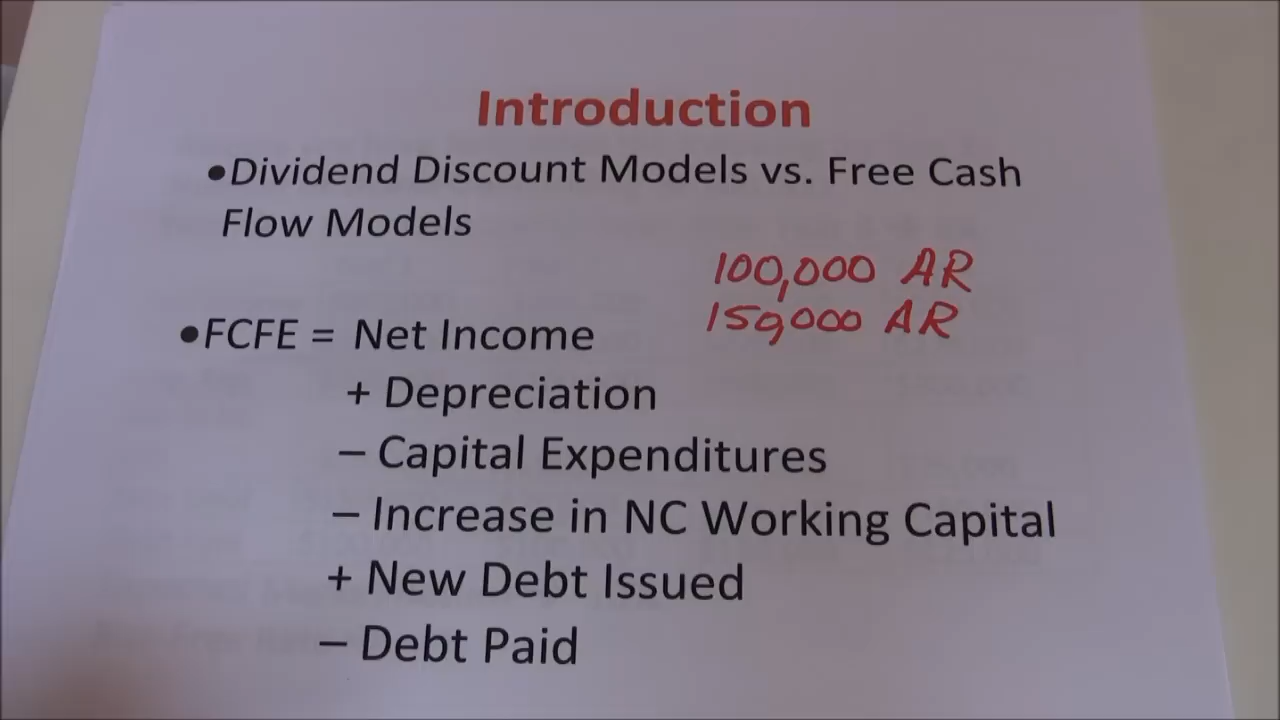 Introduction
•Dividend Discount Models vs. Free Cash
Flow Models
100,000 AR
150,000 AR
•FCFE = Net Income
+ Depreciation
– Capital Expenditures
– Increase in NC Working Capital
+ New Debt Issued
– Debt Paid